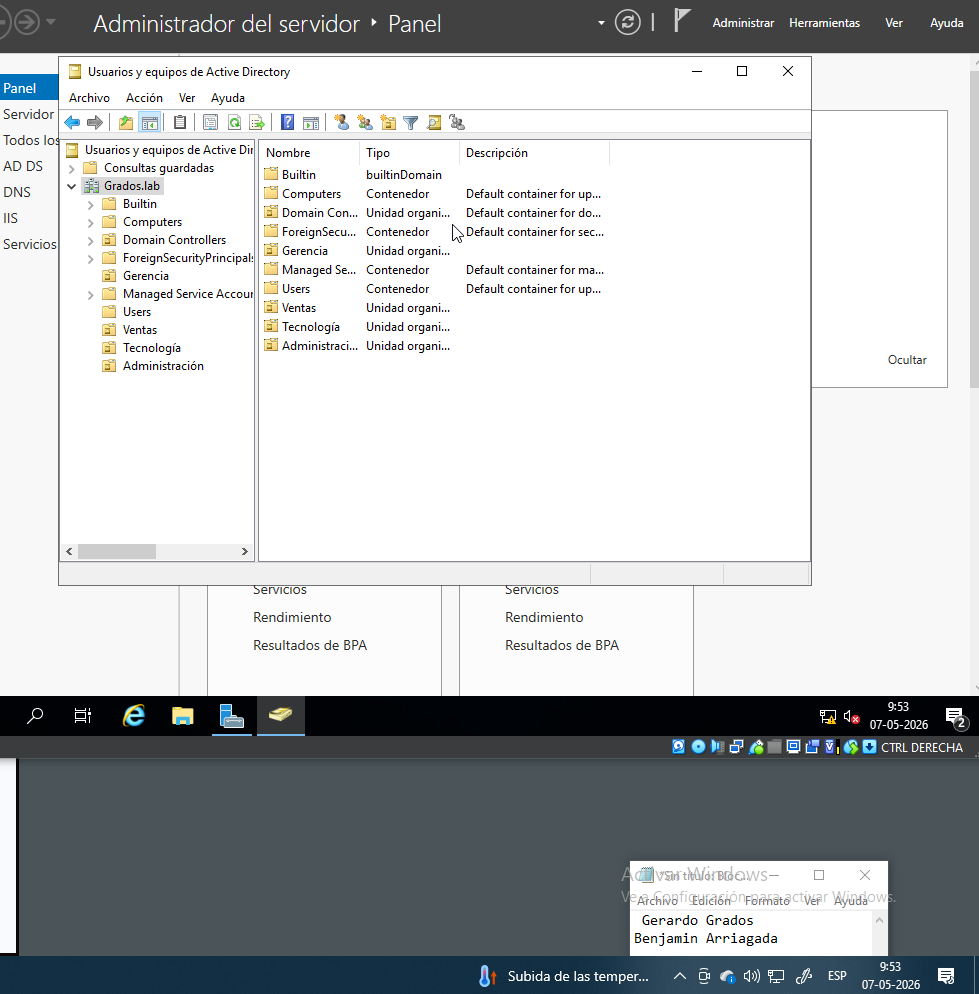 Administrador del servidor ‣ Panel
Administrar Herramientas Ver Ayuda
Panel
Servidor
Todos los
AD DS
DNS
IIS
Servicios
Usuarios y equipos de Active Directory
Archivo Acción Ver Ayuda
Usuarios y equipos de Active Dir
Consultas guardadas
Grados.lab
Builtin
Computers
Domain Controllers
ForeignSecurityPrincipals
Gerencia
Managed Service Accour
Users
Ventas
Tecnología
Administración
Nombre Tipo Descripción
Builtin builtinDomain
Computers Contenedor Default container for up...
Domain Con... Unidad organi... Default container for do...
ForeignSecu... Contenedor Default container for sec...
Gerencia Unidad organi...
Managed Se... Contenedor Default container for ma...
Users Contenedor Default container for up...
Ventas Unidad organi...
Tecnología Unidad organi...
Administraci... Unidad organi...
Ocultar
Servicios Servicios
Rendimiento Rendimiento
Resultados de BPA Resultados de BPA
9:53
07-05-2026
2
CTRL DERECHA
Activar Windows
Ve a Configuración para activar Windows.
*Sin título: Bloc...
Archivo Edición Formato Ver Ayuda
Gerardo Grados
Benjamin Arriagada
Subida de las temper... ESP
9:53
07-05-2026